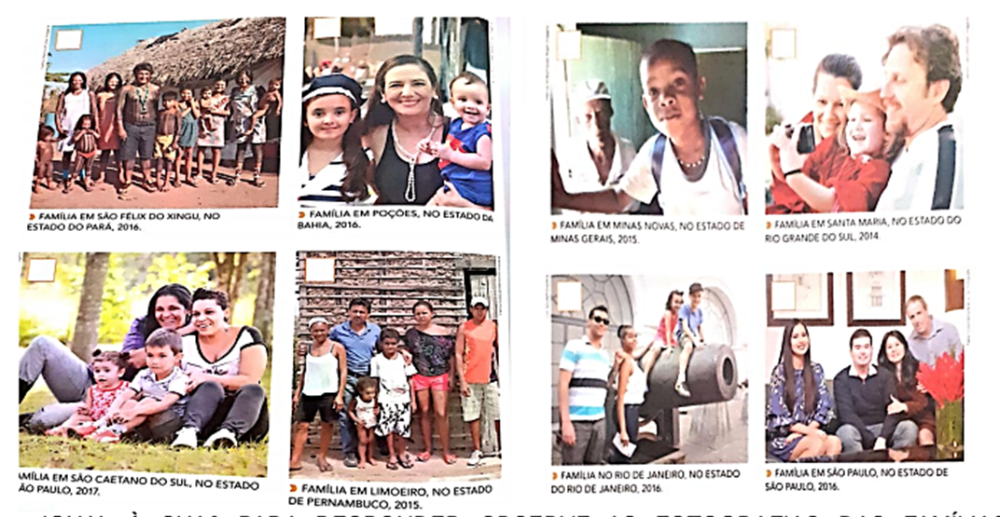 FAMÍLIA EM SÃO FÉLIX DO XINGU, NO
ESTADO DO PARÁ, 2016.
FAMÍLIA EM POÇÕES, NO ESTADO DA
BAHIA, 2016.
FAMÍLIA EM MINAS NOVAS, NO ESTADO DE
MINAS GERAIS, 2015.
FAMÍLIA EM SANTA MARIA, NO ESTADO DO
RIO GRANDE DO SUL, 2014.
AMÍLIA EM SÃO CAETANO DO SUL, NO ESTADO
ÃO PAULO, 2017.
FAMÍLIA EM LIMOEIRO, NO ESTADO
DE PERNAMBUCO, 2015.
FAMÍLIA NO RIO DE JANEIRO, NO ESTADO
DO RIO DE JANEIRO, 2016.
FAMÍLIA EM SÃO PAULO, NO ESTADO DE
SÃO PAULO, 2016.